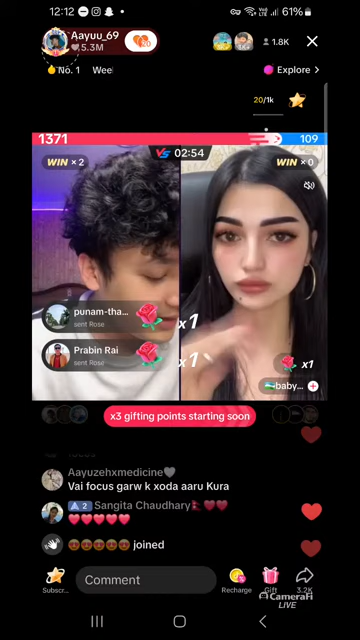 12:12
61%
Aayuu_69
5.3M
20
1.8K
No. 1
Wee
Explore >
20/1k
1371
VS 02:54
109
WIN × 2
WIN × 0
punam-tha...
sent Rose
x1
Prabin Rai
sent Rose
x1
x1
baby...
x3 gifting points starting soon
Aayuzehxmedicine
Vai focus garw k xoda aaru Kura
2 Sangita Chaudhary
joined
Subscr...
Comment
Recharge
Gift
3.2K
CameraFi
LIVE